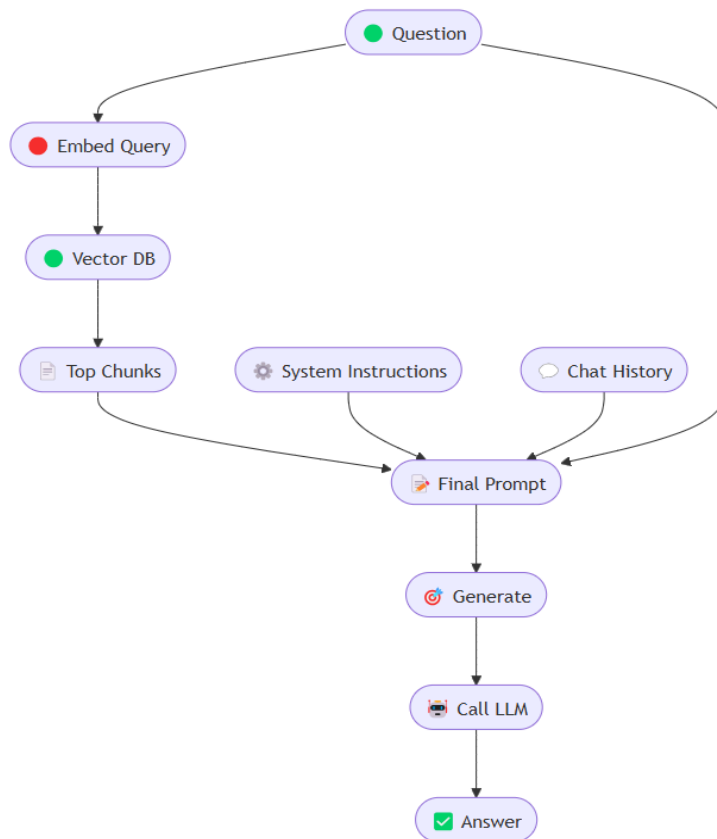 Question
Embed Query
Vector DB
Top Chunks
System Instructions
Chat History
Final Prompt
Generate
Call LLM
Answer